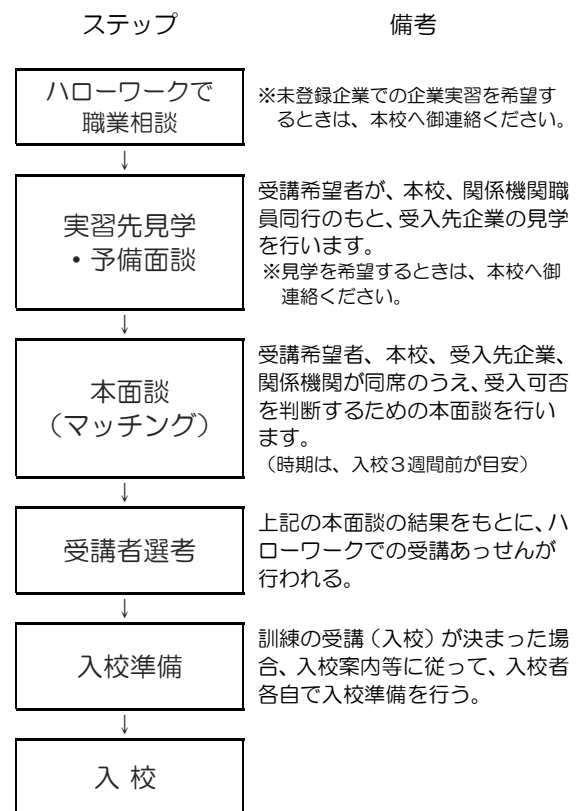 ステップ
備考
ハローワークで
職業相談
※未登録企業での企業実習を希望す
るときは、本校へ御連絡ください。
↓
実習先見学
・予備面談
受講希望者が、本校、関係機関職
員同行のもと、受入先企業の見学
を行います。
※見学を希望するときは、本校へ御
連絡ください。
↓
本面談
（マッチング）
受講希望者、本校、受入先企業、
関係機関が同席のうえ、受入可否
を判断するための本面談を行い
ます。
（時期は、入校３週間前が目安）
↓
受講者選考
上記の本面談の結果をもとに、ハ
ローワークでの受講あっせんが
行われる。
↓
入校準備
訓練の受講（入校）が決まった場
合、入校案内等に従って、入校者
各自で入校準備を行う。
↓
入 校